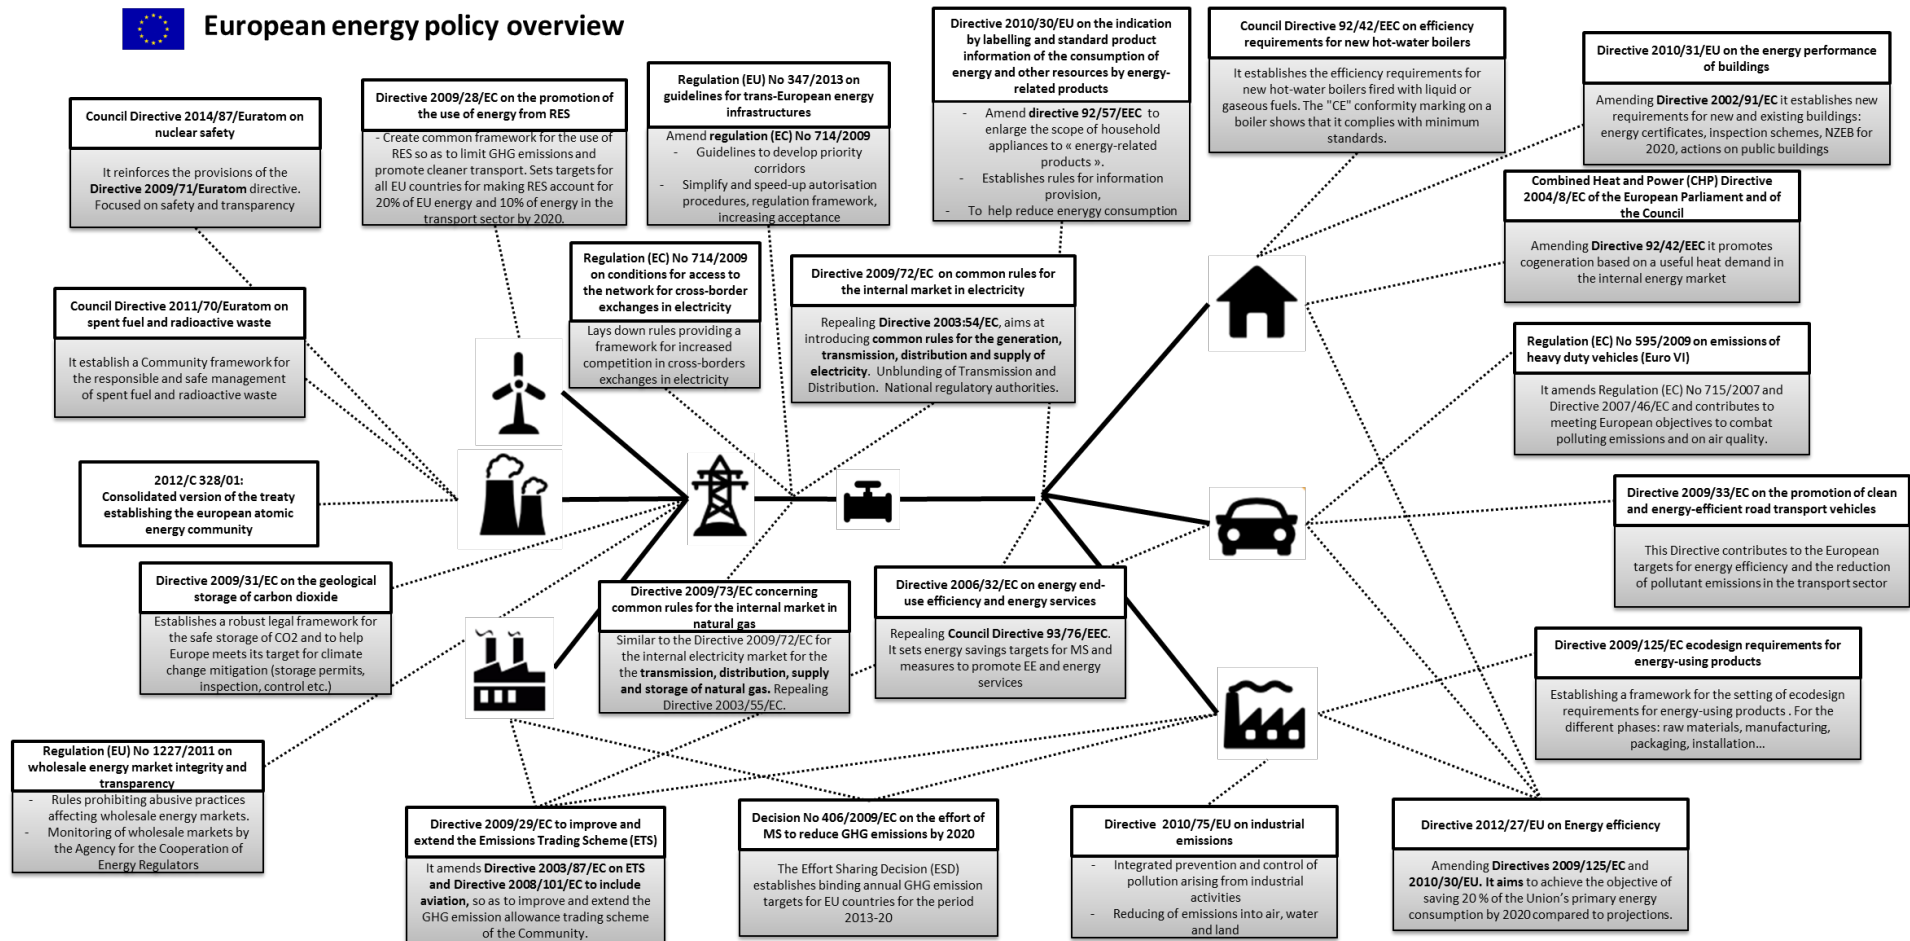 European energy policy overview
Council Directive 2014/87/Euratom on
nuclear safety
It reinforces the provisions of the
Directive 2009/71/Euratom directive.
Focused on safety and transparency
Directive 2009/28/EC on the promotion of
the use of energy from RES
- Create common framework for the use of
RES so as to limit GHG emissions and
promote cleaner transport. Sets targets for
all EU countries for making RES account for
20% of EU energy and 10% of energy in the
transport sector by 2020.
Regulation (EU) No 347/2013 on
guidelines for trans-European energy
infrastructures
Amend regulation (EC) No 714/2009
- Guidelines to develop priority
corridors
- Simplify and speed-up autorisation
procedures, regulation framework,
increasing acceptance
Directive 2010/30/EU on the indication
by labelling and standard product
information of the consumption of
energy and other resources by energy-
related products
- Amend directive 92/57/EEC to
enlarge the scope of household
appliances to « energy-related
products ».
- Establishes rules for information
provision,
- To help reduce enerygy consumption
Council Directive 92/42/EEC on efficiency
requirements for new hot-water boilers
It establishes the efficiency requirements for
new hot-water boilers fired with liquid or
gaseous fuels. The "CE" conformity marking on a
boiler shows that it complies with minimum
standards.
Directive 2010/31/EU on the energy performance
of buildings
Amending Directive 2002/91/EC it establishes new
requirements for new and existing buildings:
energy certificates, inspection schemes, NZEB for
2020, actions on public buildings
Combined Heat and Power (CHP) Directive
2004/8/EC of the European Parliament and of
the Council
Amending Directive 92/42/EEC it promotes
cogeneration based on a useful heat demand in
the internal energy market
Council Directive 2011/70/Euratom on
spent fuel and radioactive waste
It establish a Community framework for
the responsible and safe management
of spent fuel and radioactive waste
Regulation (EC) No 714/2009
on conditions for access to
the network for cross-border
exchanges in electricity
Lays down rules providing a
framework for increased
competition in cross-borders
exchanges in electricity
Directive 2009/72/EC on common rules for
the internal market in electricity
Repealing Directive 2003:54/EC, aims at
introducing common rules for the generation,
transmission, distribution and supply of
electricity. Unblunding of Transmission and
Distribution. National regulatory authorities.
Regulation (EC) No 595/2009 on emissions of
heavy duty vehicles (Euro VI)
It amends Regulation (EC) No 715/2007 and
Directive 2007/46/EC and contributes to
meeting European objectives to combat
polluting emissions and on air quality.
2012/C 328/01:
Consolidated version of the treaty
establishing the european atomic
energy community
Directive 2009/33/EC on the promotion of clean
and energy-efficient road transport vehicles
This Directive contributes to the European
targets for energy efficiency and the reduction
of pollutant emissions in the transport sector
Directive 2009/31/EC on the geological
storage of carbon dioxide
Establishes a robust legal framework for
the safe storage of CO2 and to help
Europe meets its target for climate
change mitigation (storage permits,
inspection, control etc.)
Directive 2009/73/EC concerning
common rules for the internal market in
natural gas
Similar to the Directive 2009/72/EC for
the internal electricity market for the
the transmission, distribution, supply
and storage of natural gas. Repealing
Directive 2003/55/EC.
Directive 2006/32/EC on energy end-
use efficiency and energy services
Repealing Council Directive 93/76/EEC.
It sets energy savings targets for MS and
measures to promote EE and energy
services
Directive 2009/125/EC ecodesign requirements for
energy-using products
Establishing a framework for the setting of ecodesign
requirements for energy-using products . For the
different phases: raw materials, manufacturing,
packaging, installation...
Regulation (EU) No 1227/2011 on
wholesale energy market integrity and
transparency
- Rules prohibiting abusive practices
affecting wholesale energy markets.
- Monitoring of wholesale markets by
the Agency for the Cooperation of
Energy Regulators
Directive 2009/29/EC to improve and
extend the Emissions Trading Scheme (ETS)
It amends Directive 2003/87/EC on ETS
and Directive 2008/101/EC to include
aviation, so as to improve and extend the
GHG emission allowance trading scheme
of the Community.
Decision No 406/2009/EC on the effort of
MS to reduce GHG emissions by 2020
The Effort Sharing Decision (ESD)
establishes binding annual GHG emission
targets for EU countries for the period
2013-20
Directive 2010/75/EU on industrial
emissions
- Integrated prevention and control of
pollution arising from industrial
activities
- Reducing of emissions into air, water
and land
Directive 2012/27/EU on Energy efficiency
Amending Directives 2009/125/EC and
2010/30/EU. It aims to achieve the objective of
saving 20 % of the Union's primary energy
consumption by 2020 compared to projections.